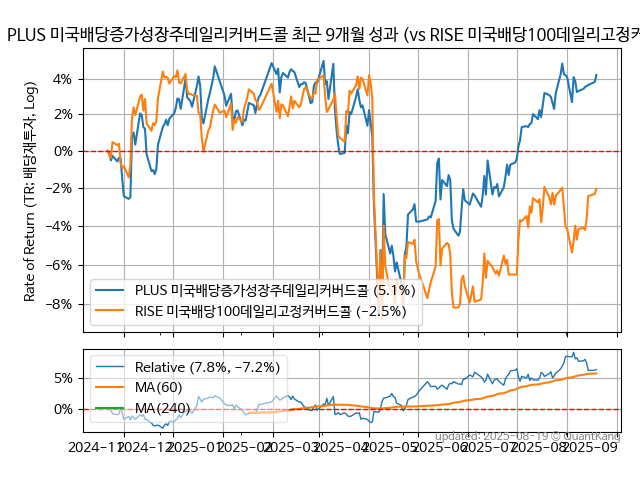 PLUS 미국배당증가성장주데일리커버드콜 최근 9개월 성과 (vs RISE 미국배당100데일리고정커
Rate of Return (TR: 배당재투자, Log)
4%
2%
0%
−2%
−4%
−6%
−8%
PLUS 미국배당증가성장주데일리커버드콜 (5.1%)
RISE 미국배당100데일리고정커버드콜 (−2.5%)
5%
0%
Relative (7.8%, −7.2%)
MA(60)
MA(240)
updated: 2025-08-19 © QuantKang
2024-11 2024-12 2025-01 2025-02 2025-03 2025-04 2025-05 2025-06 2025-07 2025-08 2025-09